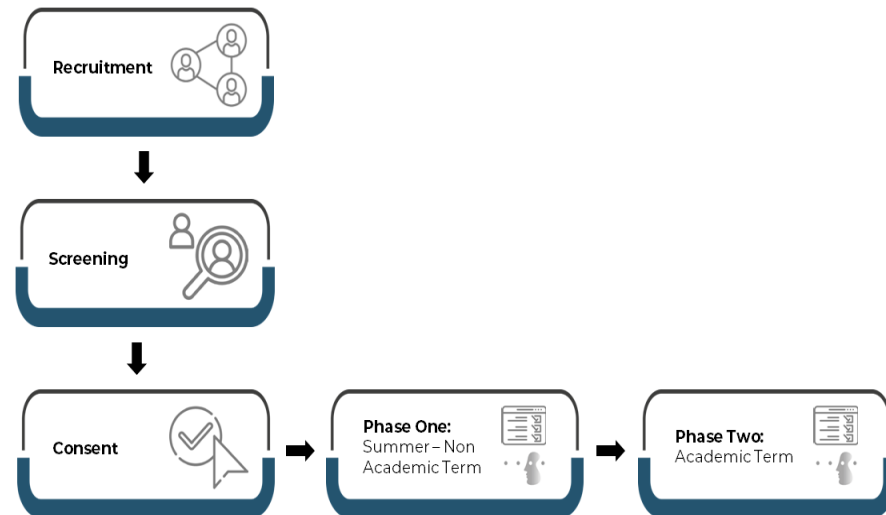 Recruitment
Screening
Consent
Phase One:
Summer – Non
Academic Term
Phase Two:
Academic Term